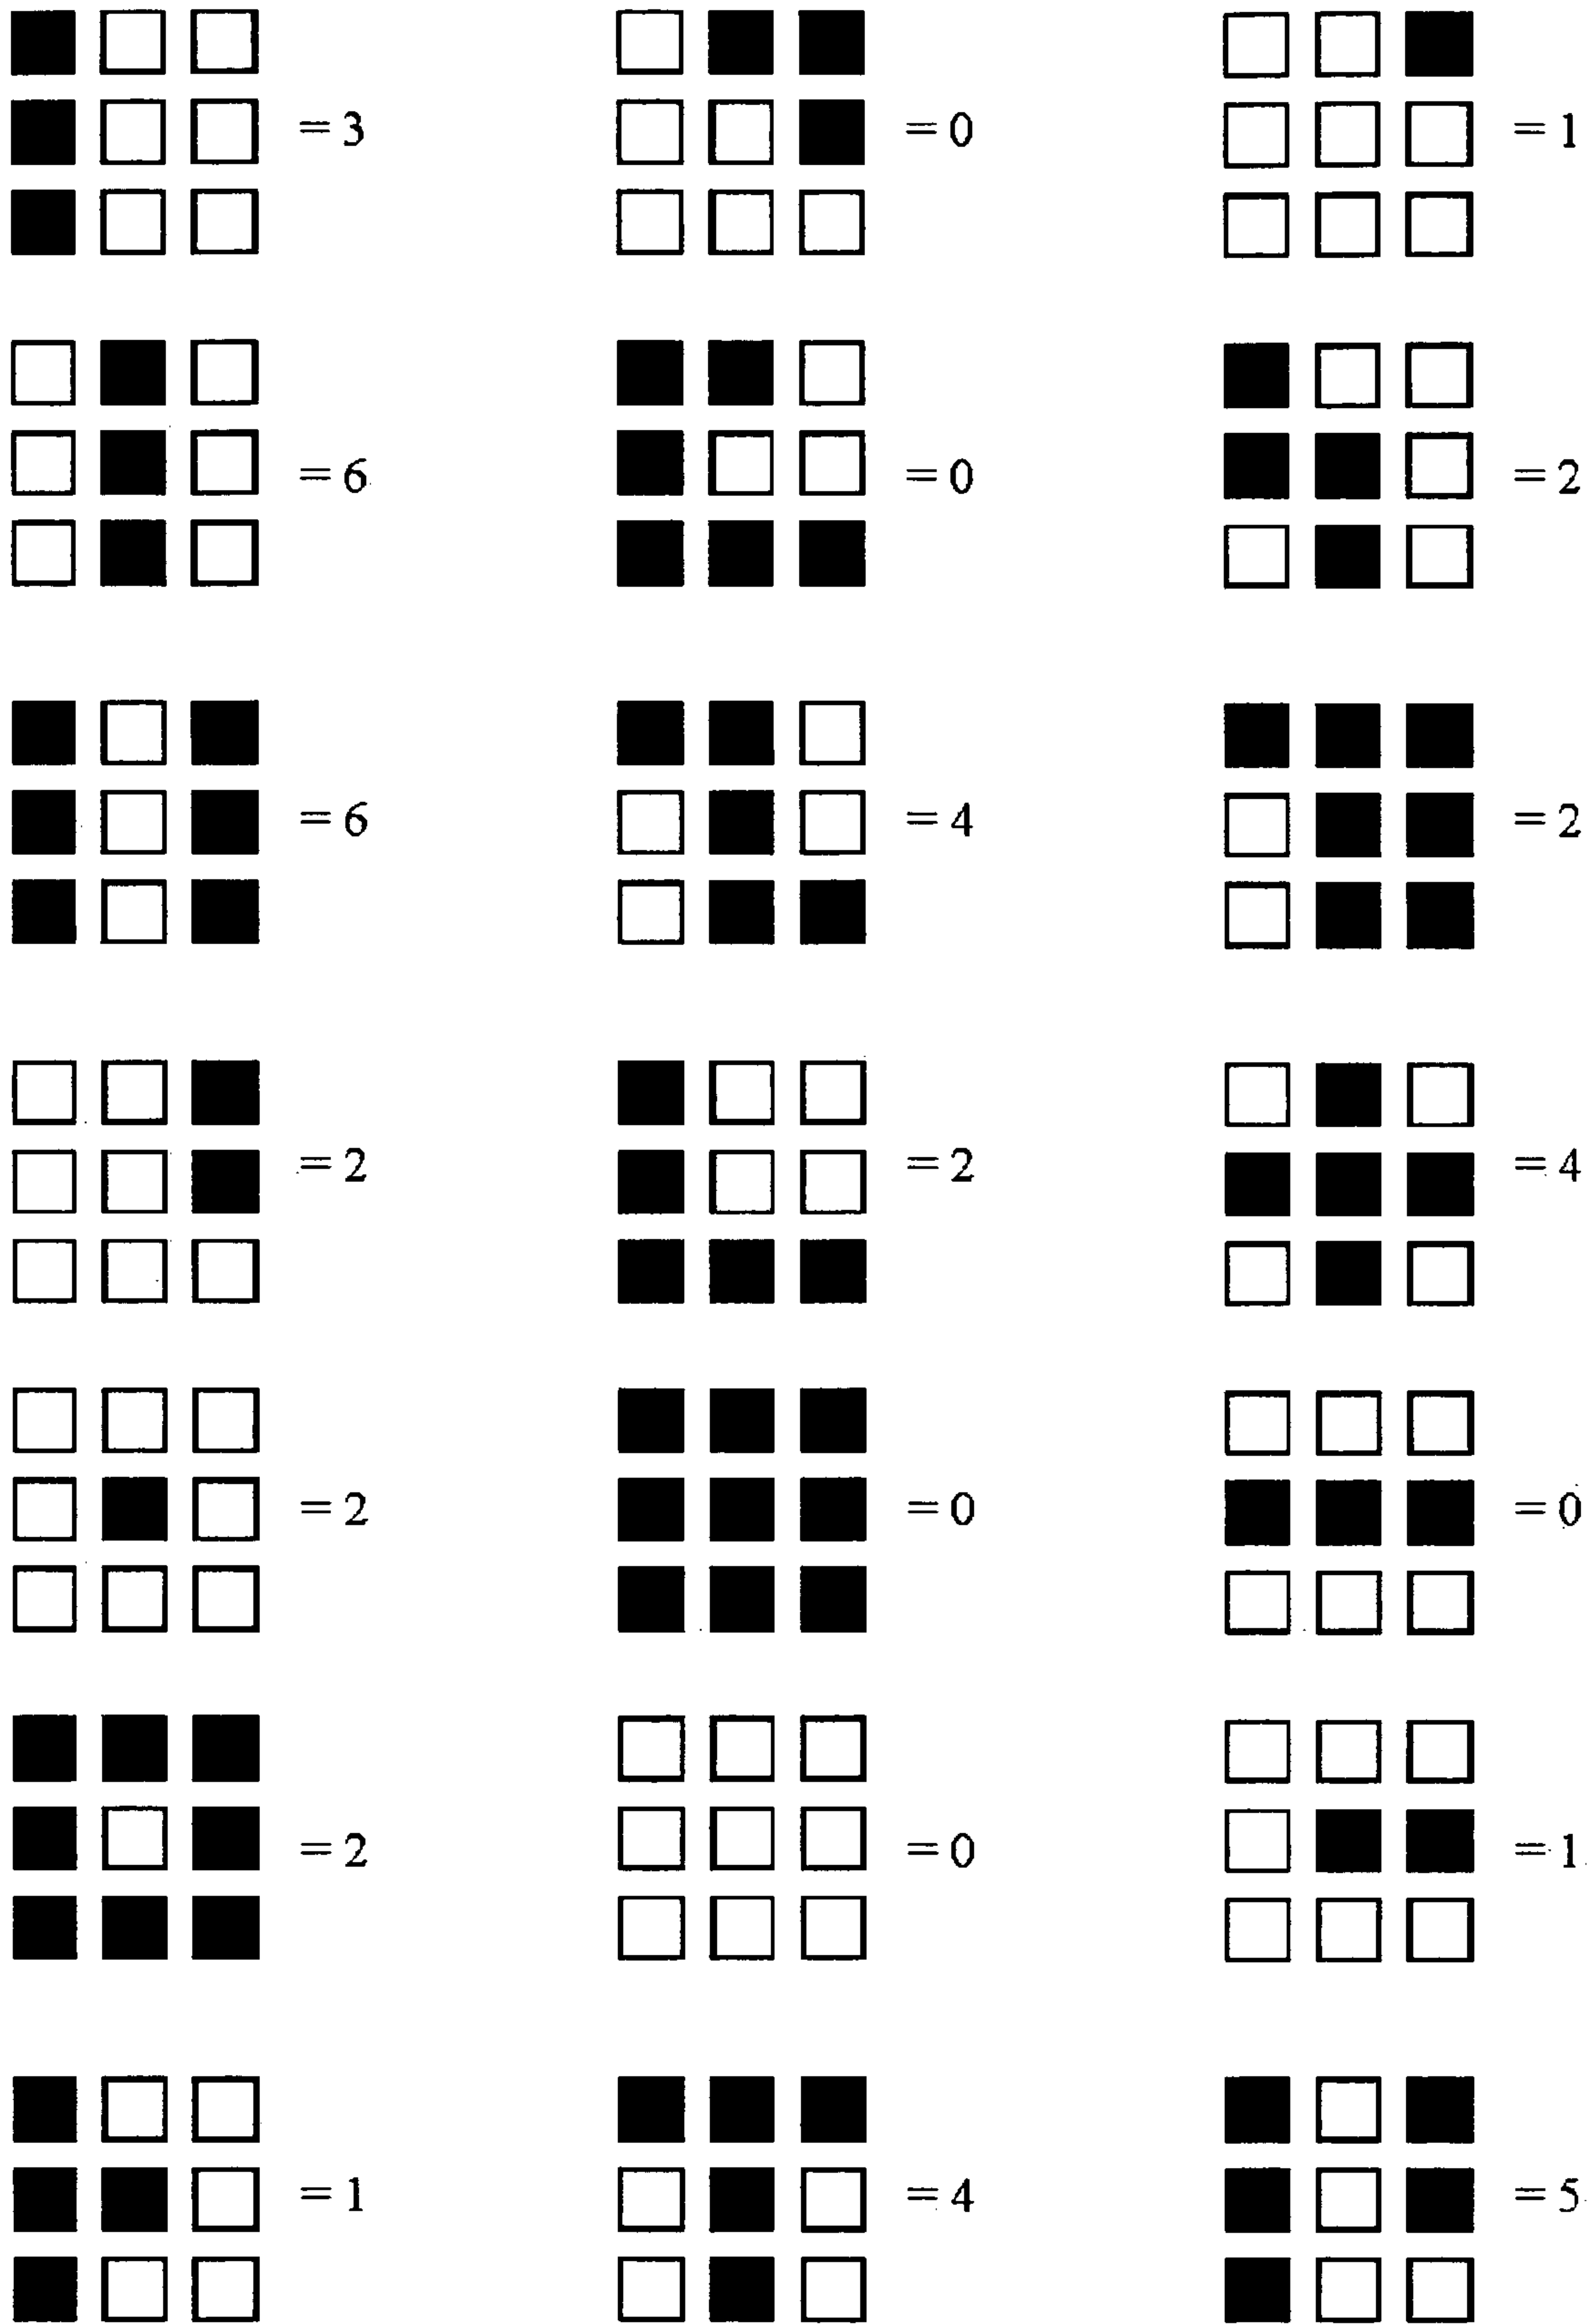 = 3 = 0 = 1
= 6 = 0 = 2
= 6 = 4 = 2
= 2 = 2 = 4
= 2 = 0 = 0
= 2 = 0 = 1
= 1 = 4 = 5